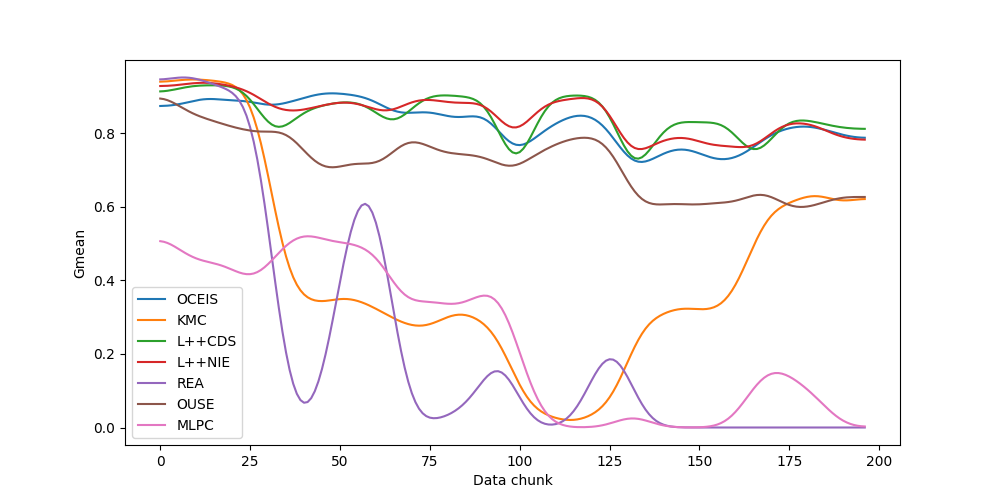 0.8
0.6
0.4
0.2
0.0
Gmean
OCEIS
KMC
L++CDS
L++NIE
REA
OUSE
MLPC
0 25 50 75 100 125 150 175 200
Data chunk